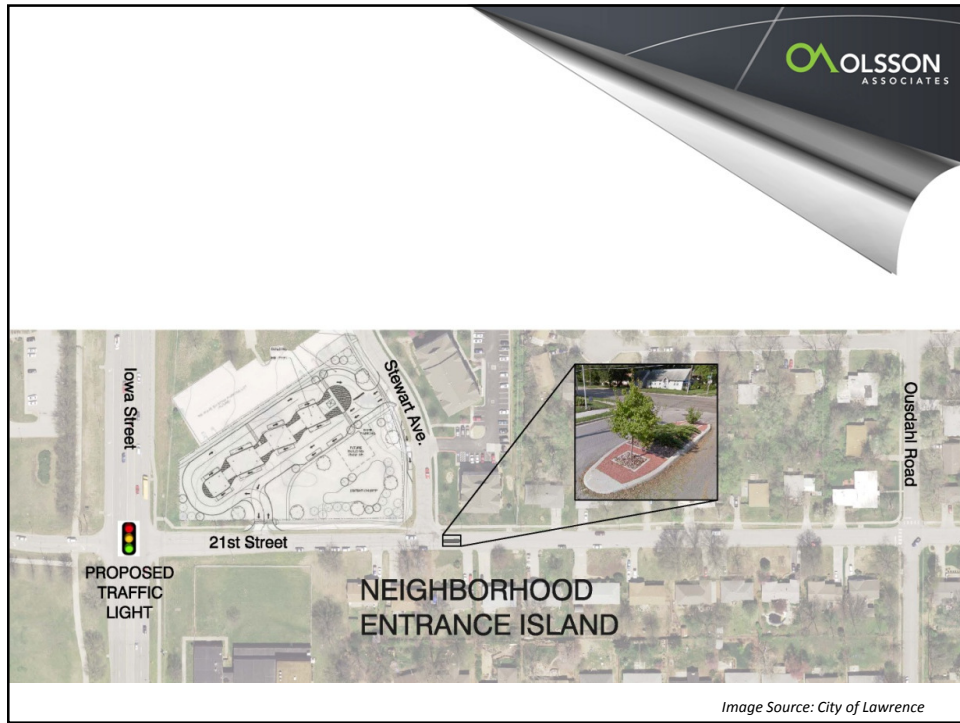 OLSSON
ASSOCIATES
Iowa Street
Stewart Ave.
Ousdahl Road
21st Street
PROPOSED
TRAFFIC
LIGHT
NEIGHBORHOOD
ENTRANCE ISLAND
Image Source: City of Lawrence